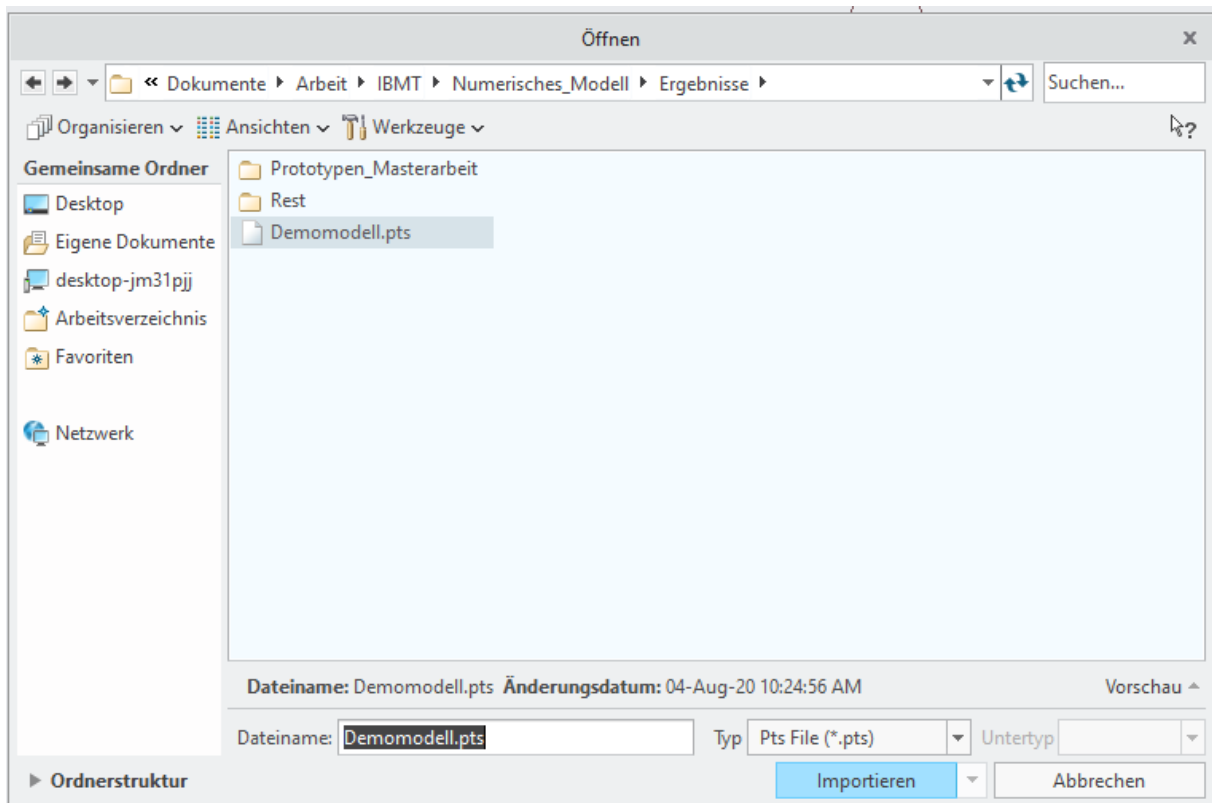 Öffnen
« Dokumente Arbeit IBMT Numerisches_Modell Ergebnisse Suchen...
Organisieren Ansichten Werkzeuge ?
Gemeinsame Ordner
Desktop
Eigene Dokumente
desktop-jm31pjj
Arbeitsverzeichnis
Favoriten
Netzwerk
Prototypen_Masterarbeit
Rest
Demomodell.pts
Dateiname: Demomodell.pts Änderungsdatum: 04-Aug-20 10:24:56 AM Vorschau
Dateiname: Demomodell.pts Typ Pts File (*.pts) Untertyp
Ordnerstruktur Importieren Abbrechen